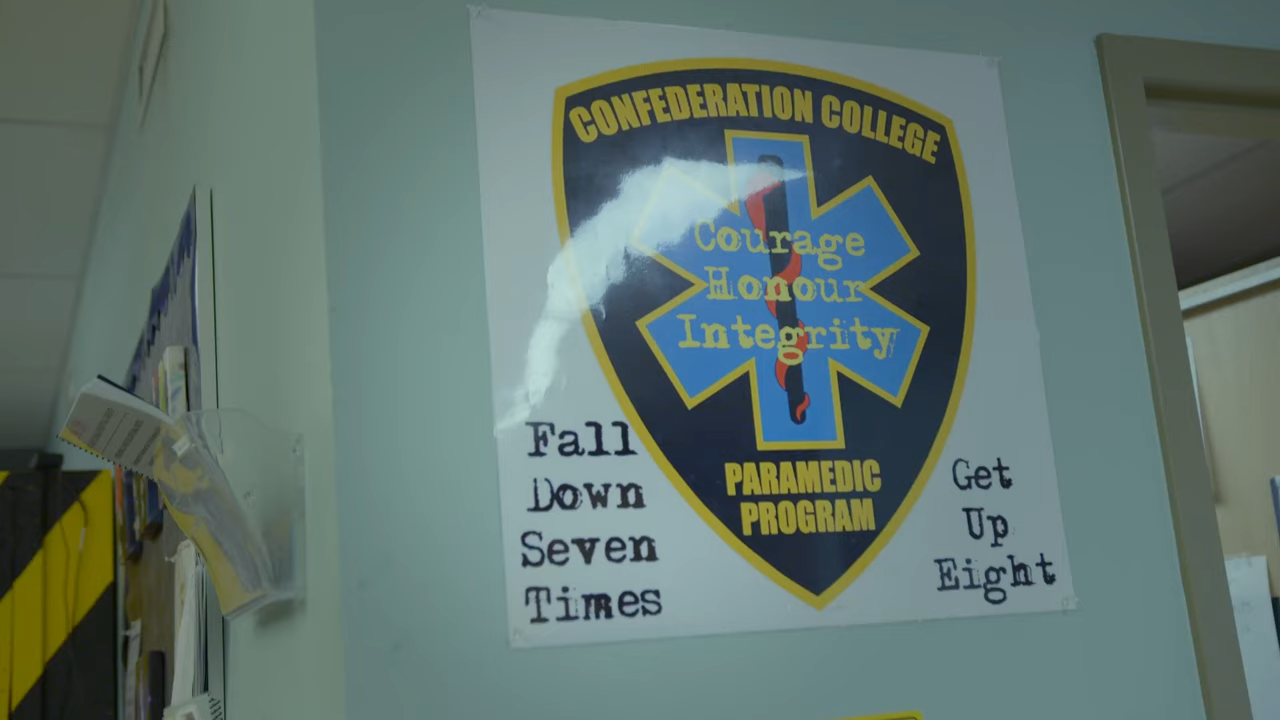 CONFEDERATION COLLEGE
Courage
Honour
Integrity
PARAMEDIC
PROGRAM
Fall
Down
Seven
Times
Get
Up
Eight